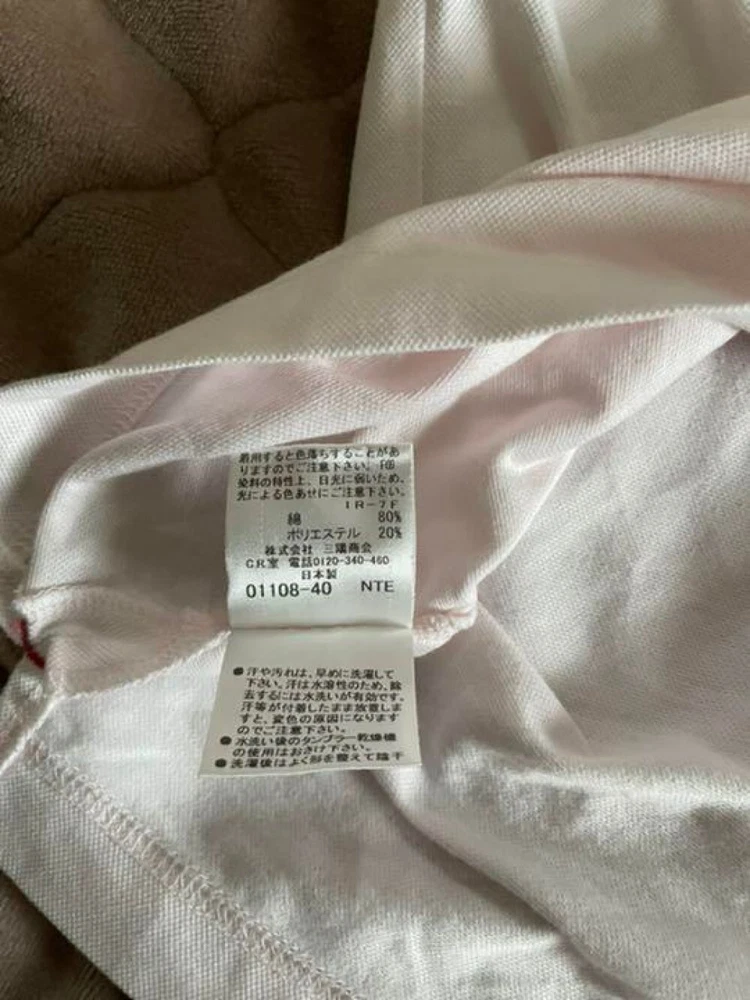 着用すると色落ちすることがあ
りますのでご注意下さい。F⑱
染料の特性上、日光に弱いため、
光による色あせにご注意下さい。
IR-7F
綿 80%
ポリエステル 20%
株式会社 三陽商会
C.R室 電話0120-340-460
日本製
01108-40 NTE
●汗や汚れは、早めに洗濯して
下さい。汗は水溶性のため、除
去するには水洗いが有効です。
汗等が付着したまま放置しま
すと、変色の原因になります
のでご注意下さい。
●水洗い後のタンブラー乾燥機
の使用はおさけ下さい。
●洗濯後はよく形を整えて陰干